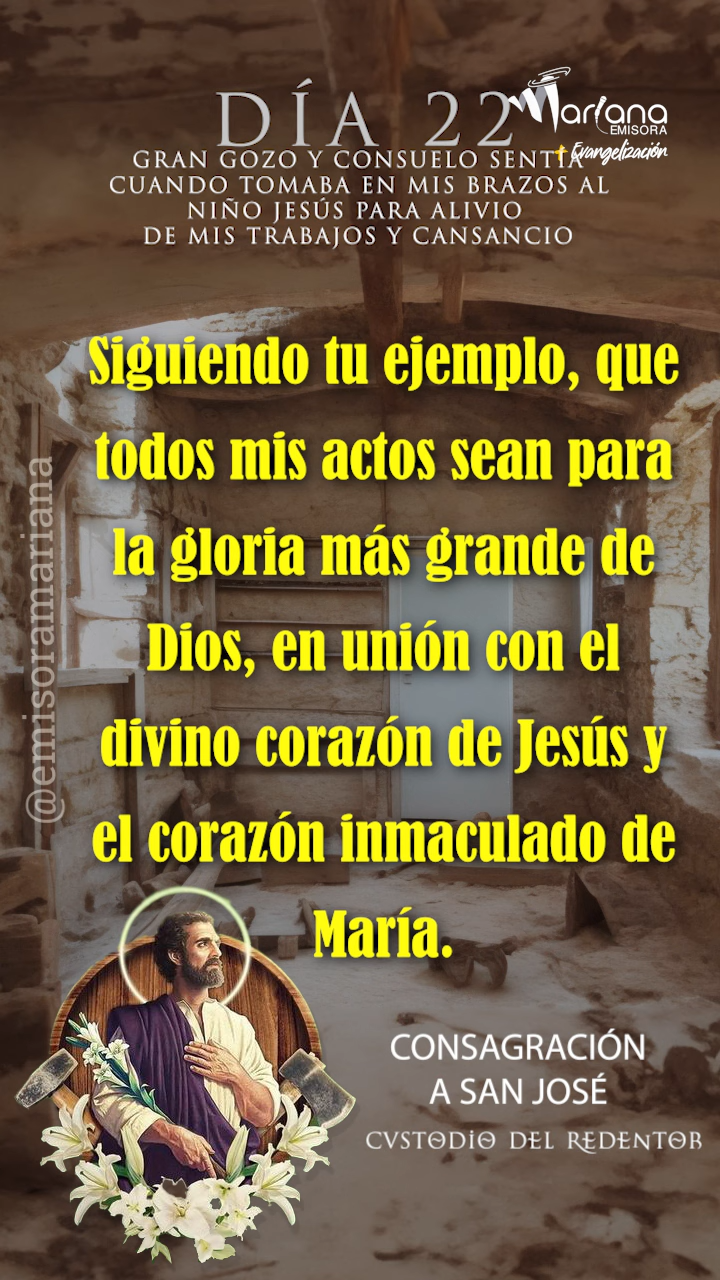 DÍA 22
Mariana
EMISORA
+ Evangelización
GRAN GOZO Y CONSUELO SENTÍA
CUANDO TOMABA EN MIS BRAZOS AL
NIÑO JESÚS PARA ALIVIO
DE MIS TRABAJOS Y CANSANCIO
Siguiendo tu ejemplo, que
todos mis actos sean para
la gloria más grande de
Dios, en unión con el
divino corazón de Jesús y
el corazón inmaculado de
María.
@emisoramariana
CONSAGRACIÓN
A SAN JOSÉ
CVSTODIO DEL REDENTOR